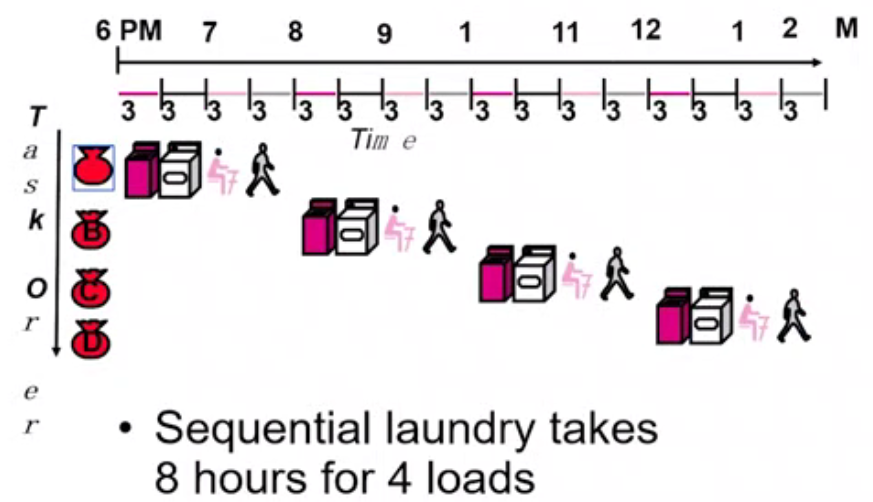 6 PM 7 8 9 1 11 12 1 2 M
3 3 3 3 3 3 3 3 3 3 3 3 3 3 3 3
Tim e
T
a
s
k
O
r
e
r
B
C
D
• Sequential laundry takes
8 hours for 4 loads